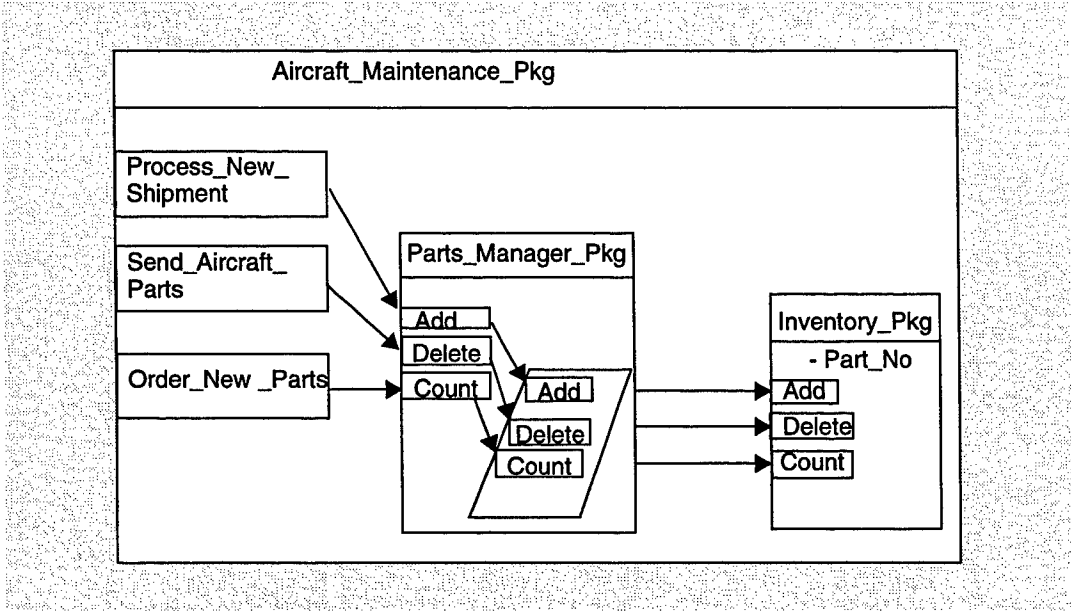 Aircraft_Maintenance_Pkg
Process_New_
Shipment
Send_Aircraft_
Parts
Order_New _Parts
Parts_Manager_Pkg
Add
Delete
Count
Add
Delete
Count
Inventory_Pkg
- Part_No
Add
Delete
Count